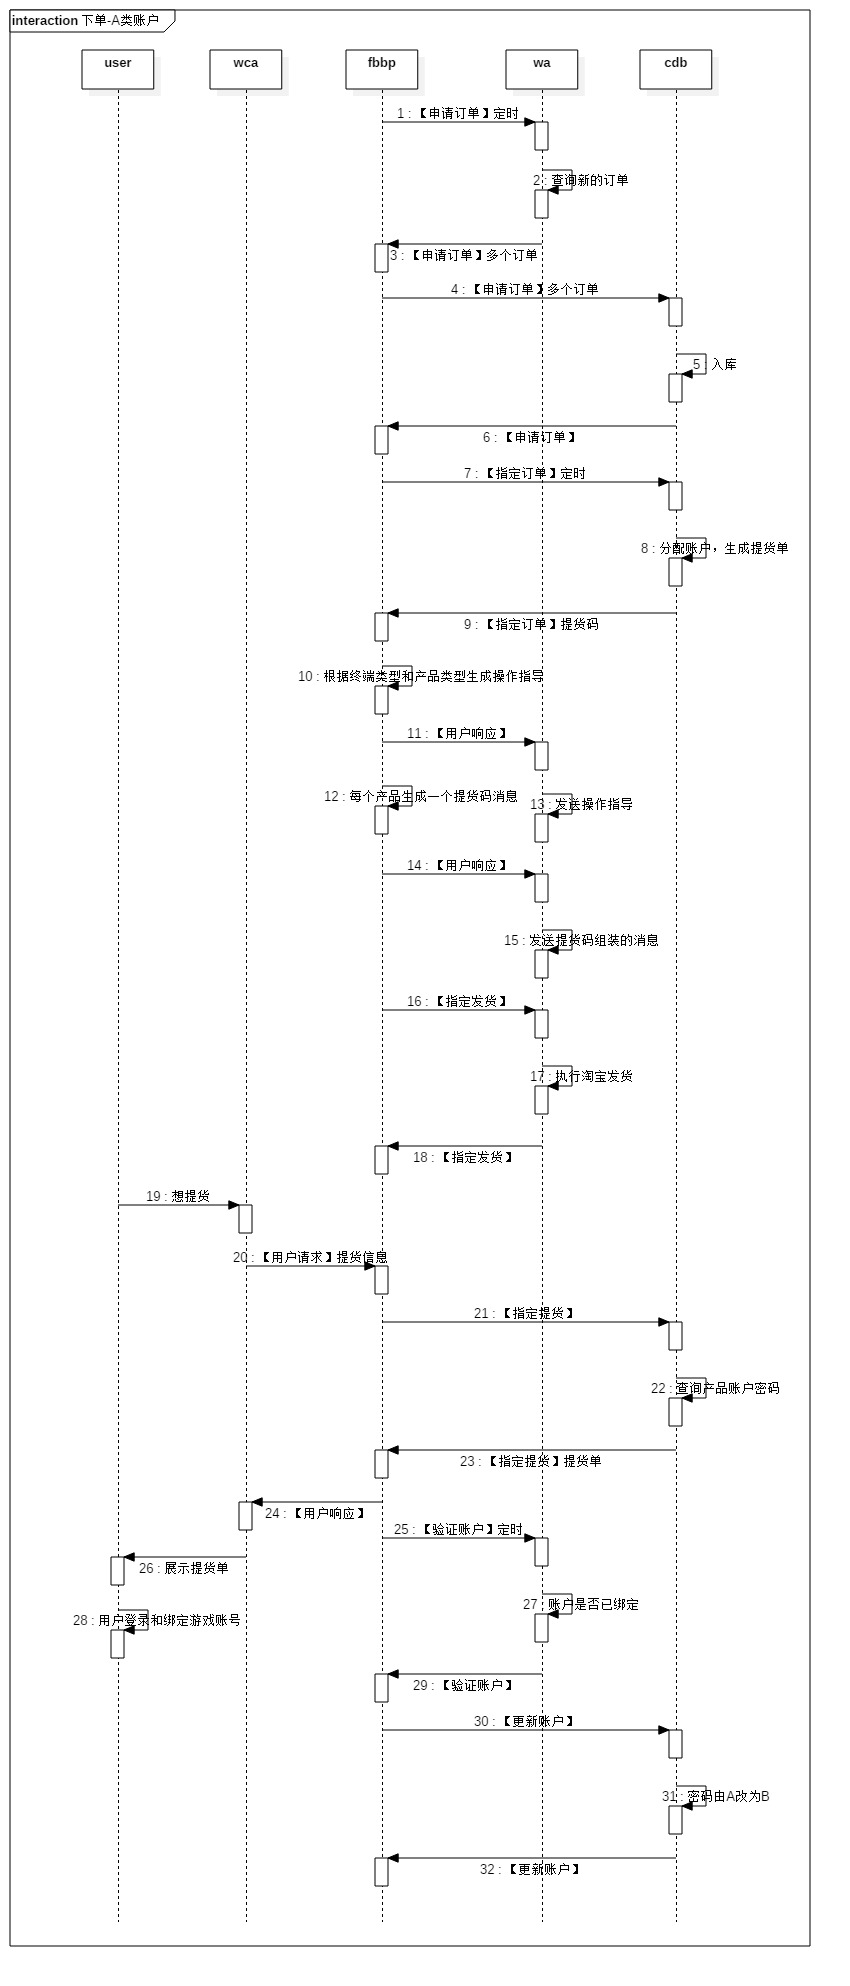 interaction 下单-A类账户
user
wca
fbbp
wa
cdb
1 : 【申请订单】定时
2 : 查询新的订单
3 : 【申请订单】多个订单
4 : 【申请订单】多个订单
5 : 入库
6 : 【申请订单】
7 : 【指定订单】定时
8 : 分配账户，生成提货单
9 : 【指定订单】提货码
10 : 根据终端类型和产品类型生成操作指导
11 : 【用户响应】
12 : 每个产品生成一个提货码消息
13 : 发送操作指导
14 : 【用户响应】
15 : 发送提货码组装的消息
16 : 【指定发货】
17 : 执行淘宝发货
18 : 【指定发货】
19 : 想提货
20 : 【用户请求】提货信息
21 : 【指定提货】
22 : 查询产品账户密码
23 : 【指定提货】提货单
24 : 【用户响应】
25 : 【验证账户】定时
26 : 展示提货单
27 : 账户是否已绑定
28 : 用户登录和绑定游戏账号
29 : 【验证账户】
30 : 【更新账户】
31 : 密码由A改为B
32 : 【更新账户】